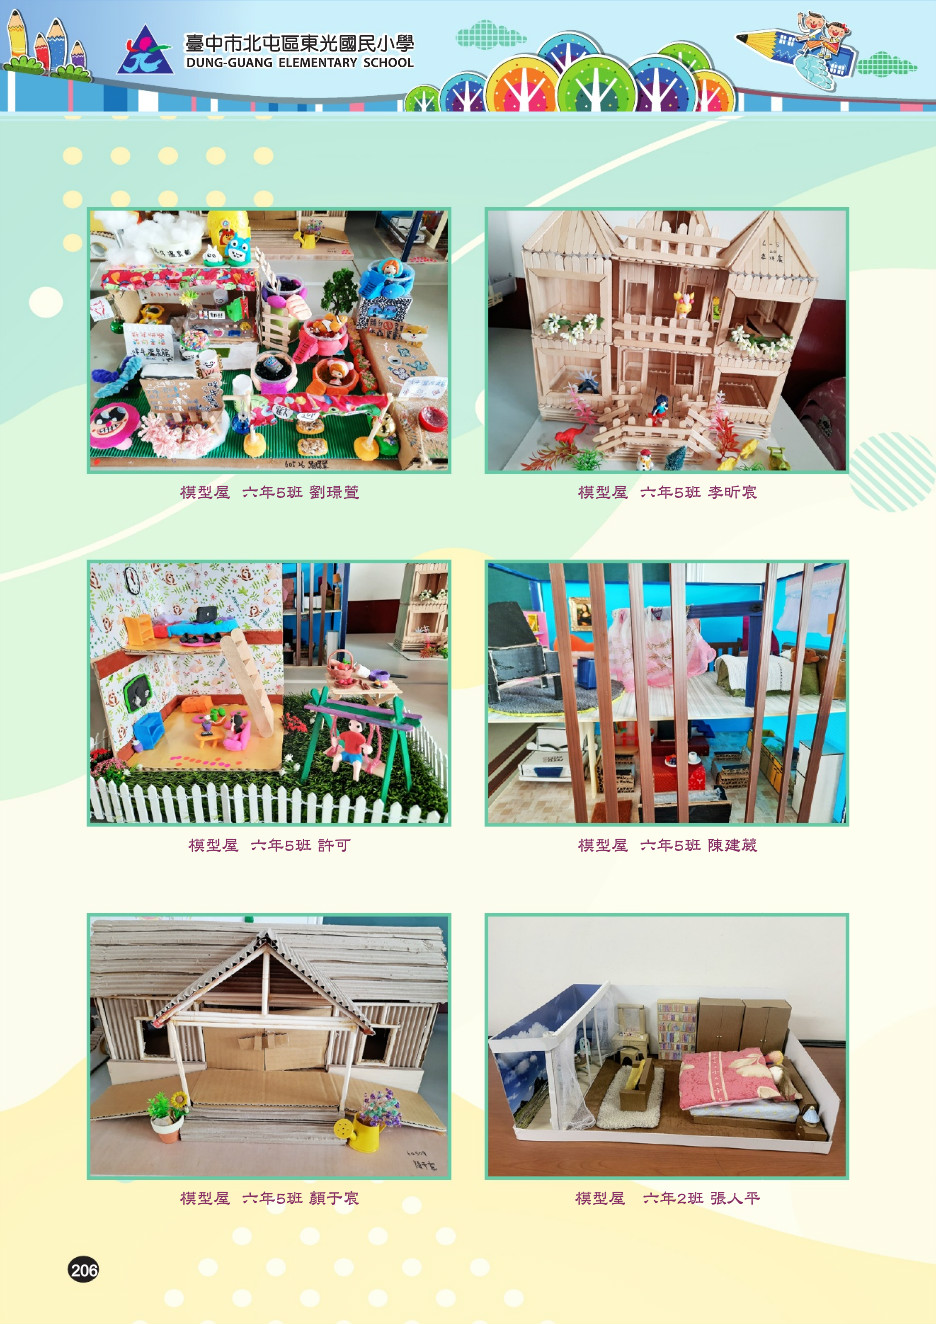 臺中市北屯區東光國民小學
DUNG-GUANG ELEMENTARY SCHOOL
模型屋 六年5班 劉璟萱
模型屋 六年5班 李昕宸
模型屋 六年5班 許可
模型屋 六年5班 陳建葳
模型屋 六年5班 顏于宸
模型屋 六年2班 張人平
206